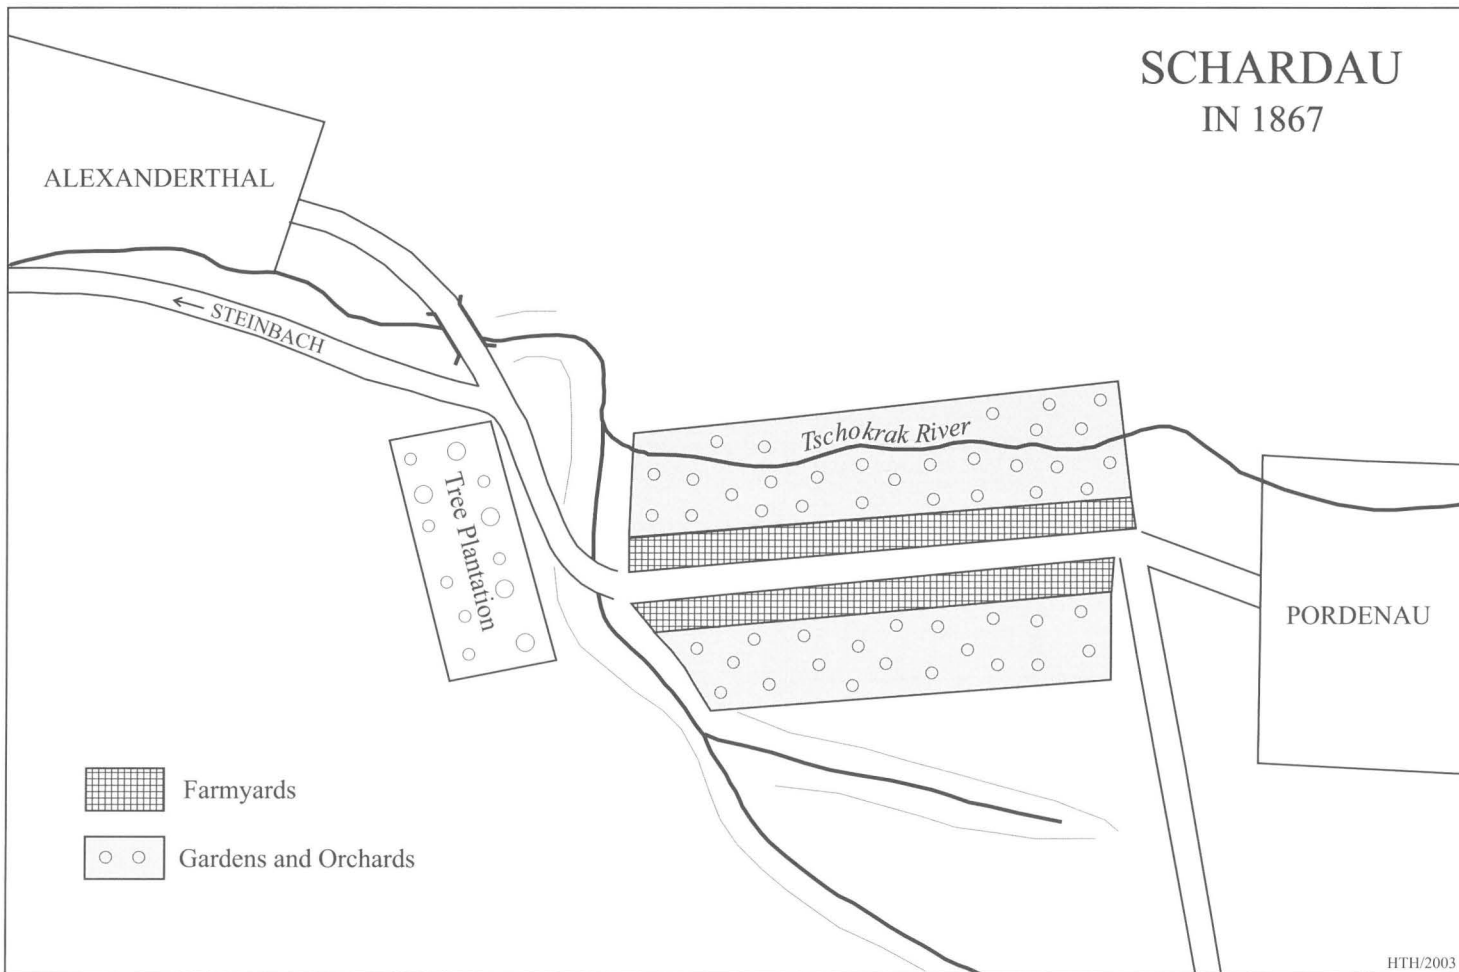 SCHARDAU
IN 1867
ALEXANDERTHAL
← STEINBACH
Tschokrak River
Tree Plantation
PORDENAU
Farmyards
Gardens and Orchards
HTH/2003